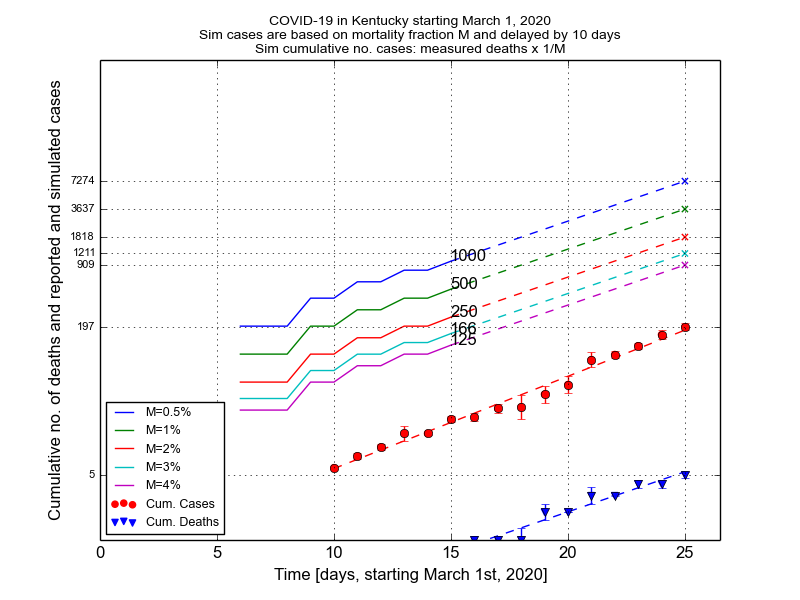 COVID-19 in Kentucky starting March 1, 2020
Sim cases are based on mortality fraction M and delayed by 10 days
Sim cumulative no. cases: measured deaths x 1/M
Cumulative no. of deaths and reported and simulated cases
7274
3637
1818
1211
909
197
5
1000
500
250
166
125
M=0.5%
M=1%
M=2%
M=3%
M=4%
Cum. Cases
Cum. Deaths
0 5 10 15 20 25
Time [days, starting March 1st, 2020]